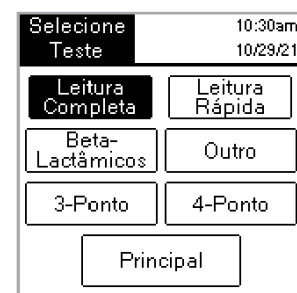 Selecione 10:30am
Teste 10/29/21
Leitura Leitura
Completa Rápida
Beta-
Lactâmicos Outro
3-Ponto 4-Ponto
Principal